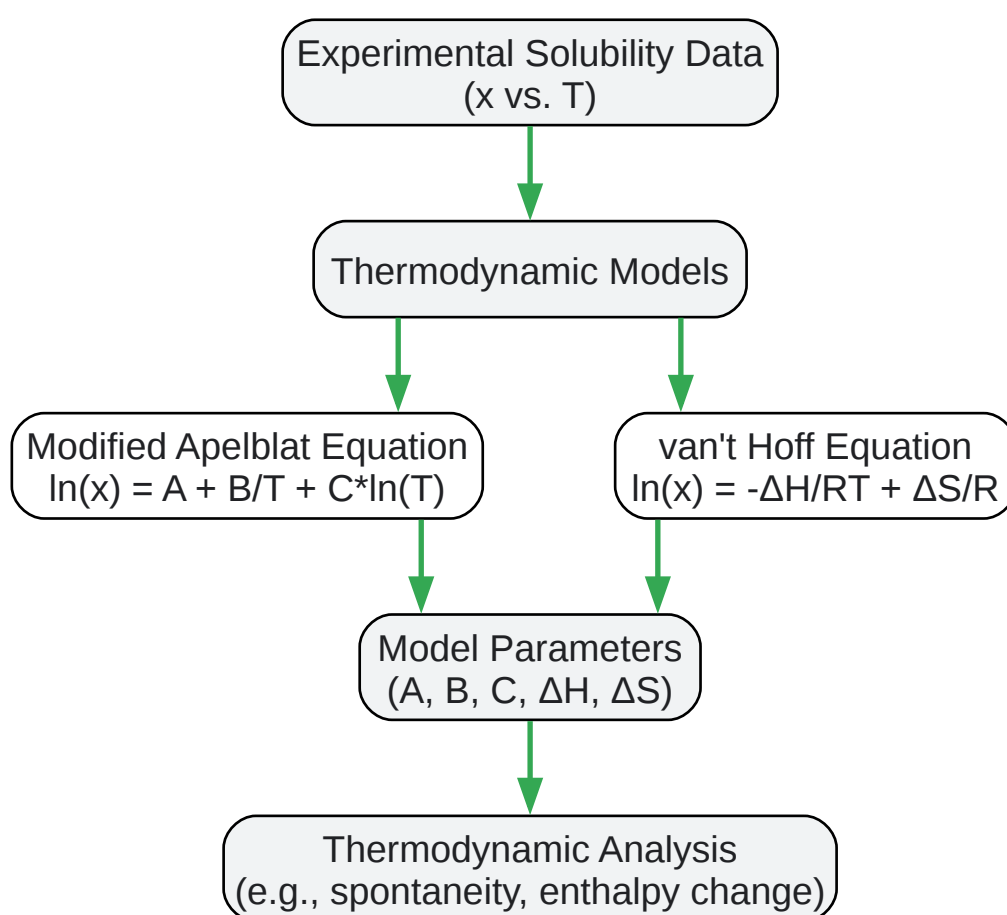 Experimental Solubility Data
(x vs. T)
Thermodynamic Models
Modified Apelblat Equation
ln(x) = A + B/T + C*ln(T)
van't Hoff Equation
ln(x) = -ΔH/RT + ΔS/R
Model Parameters
(A, B, C, ΔH, ΔS)
Thermodynamic Analysis
(e.g., spontaneity, enthalpy change)